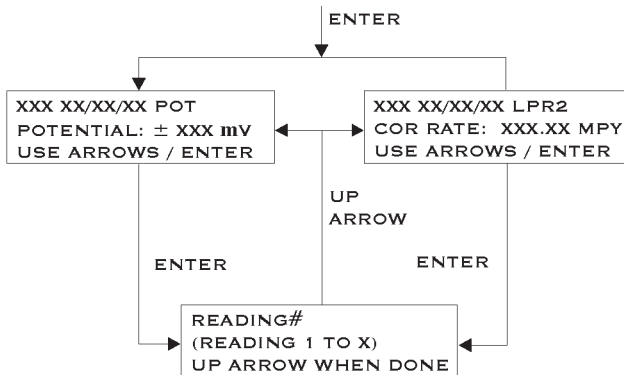 ENTER
XXX XX/XX/XX POT
POTENTIAL: ± XXX mV
USE ARROWS / ENTER
XXX XX/XX/XX LPR2
COR RATE: XXX.XX MPY
USE ARROWS / ENTER
UP
ARROW
ENTER
ENTER
READING#
(READING 1 TO X)
UP ARROW WHEN DONE